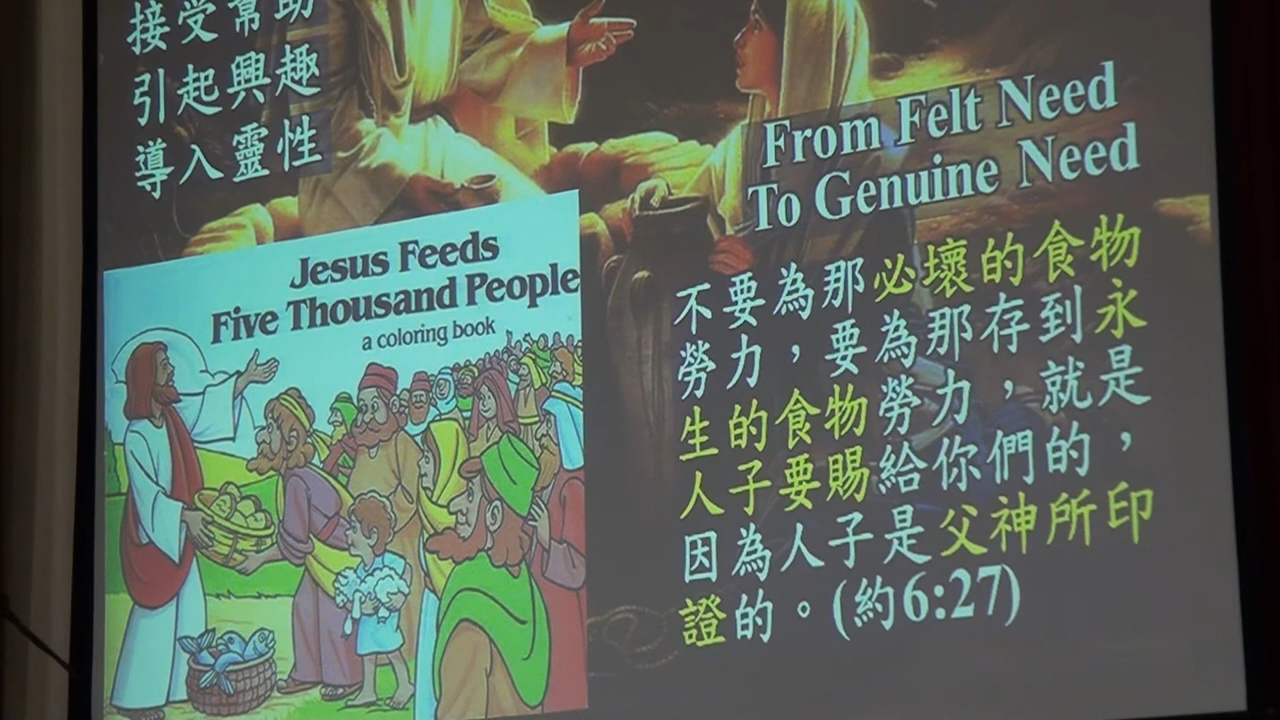 接受幫助
引起興趣
導入靈性
From Felt Need
To Genuine Need
Jesus Feeds
Five Thousand People
a coloring book
不要為那必壞的食物
勞力，要為那存到永
生的食物勞力，就是
人子要賜給你們的，
因為人子是父神所印
證的。(約6:27)